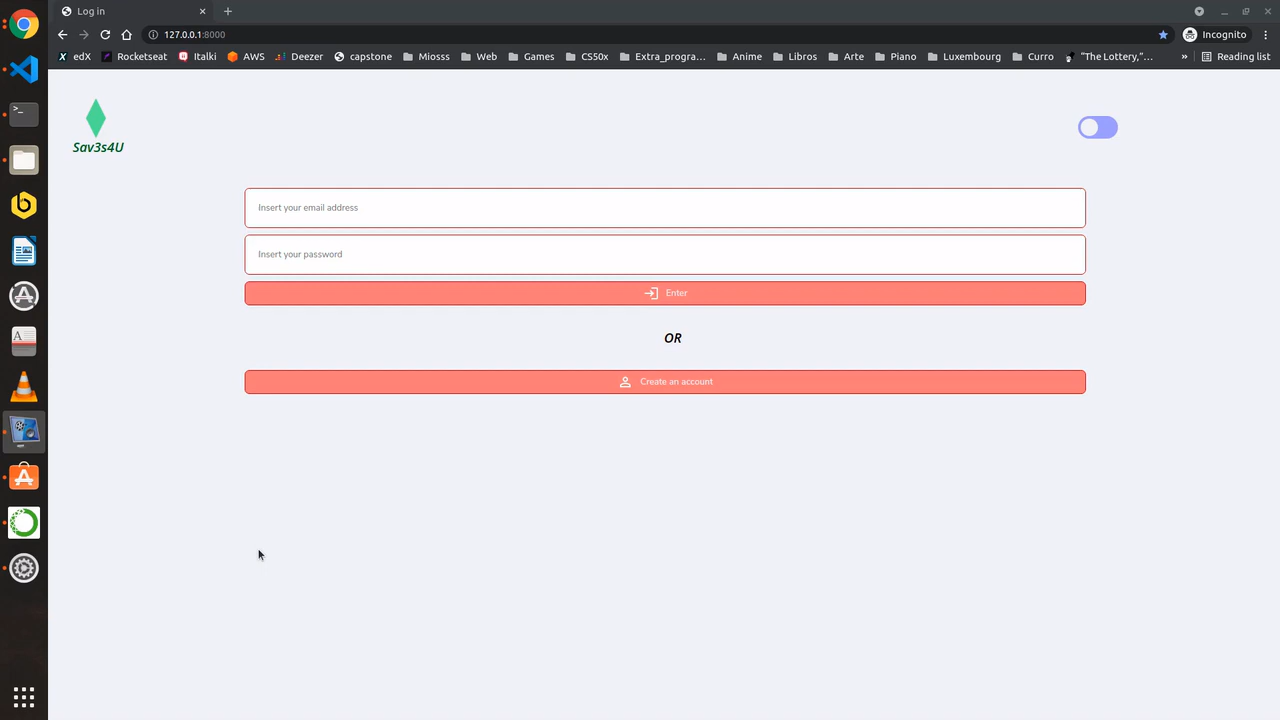 Log in
127.0.0.1:8000
Incognito
edX Rocketseat Italki AWS Deezer capstone Miosss Web Games CS50x Extra_progra... Anime Libros Arte Piano Luxembourg Curro "The Lottery,"... » Reading list
Sav3s4U
Insert your email address
Insert your password
Enter
OR
Create an account